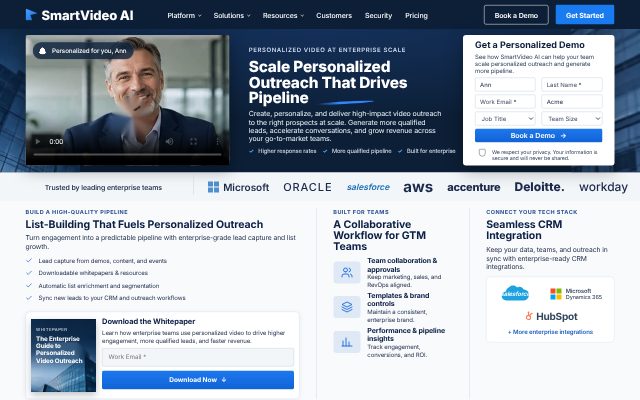 SmartVideo AI
Platform
Solutions
Resources
Customers
Security
Pricing
Book a Demo
Get Started
Personalized for you, Ann
0:00
PERSONALIZED VIDEO AT ENTERPRISE SCALE
Scale Personalized
Outreach That Drives
Pipeline
Create, personalize, and deliver high-impact video outreach
to the right prospects at scale. Generate more qualified
leads, accelerate conversations, and grow revenue across
your go-to-market teams.
Higher response rates
More qualified pipeline
Built for enterprise
Get a Personalized Demo
See how SmartVideo AI can help your team
scale personalized outreach and generate
more pipeline.
Ann
Last Name *
Work Email *
Acme
Job Title
Team Size
Book a Demo →
We respect your privacy. Your information is
secure and will never be shared.
Trusted by leading enterprise teams
Microsoft
ORACLE
salesforce
aws
accenture
Deloitte.
workday
BUILD A HIGH-QUALITY PIPELINE
List-Building That Fuels Personalized Outreach
Turn engagement into a predictable pipeline with enterprise-grade lead capture and list
growth.
Lead capture from demos, content, and events
Downloadable whitepapers & resources
Automatic list enrichment and segmentation
Sync new leads to your CRM and outreach workflows
WHITEPAPER
The Enterprise
Guide to
Personalized
Video Outreach
Download the Whitepaper
Learn how enterprise teams use personalized video to drive higher
engagement, more qualified leads, and faster revenue.
Work Email *
Download Now ↓
BUILT FOR TEAMS
A Collaborative
Workflow for GTM
Teams
Team collaboration &
approvals
Keep marketing, sales, and
RevOps aligned.
Templates & brand
controls
Maintain a consistent,
enterprise brand.
Performance & pipeline
insights
Track engagement,
conversions, and ROI.
CONNECT YOUR TECH STACK
Seamless CRM
Integration
Keep your data, teams, and outreach in
sync with enterprise-ready CRM
integrations.
salesforce
Microsoft
Dynamics 365
HubSpot
+ More enterprise integrations